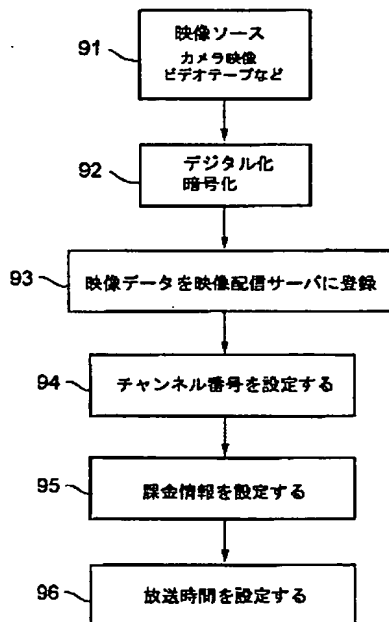 91
映像ソース
カメラ映像
ビデオテープなど
92
デジタル化
暗号化
93
映像データを映像配信サーバに登録
94
チャンネル番号を設定する
95
課金情報を設定する
96
放送時間を設定する